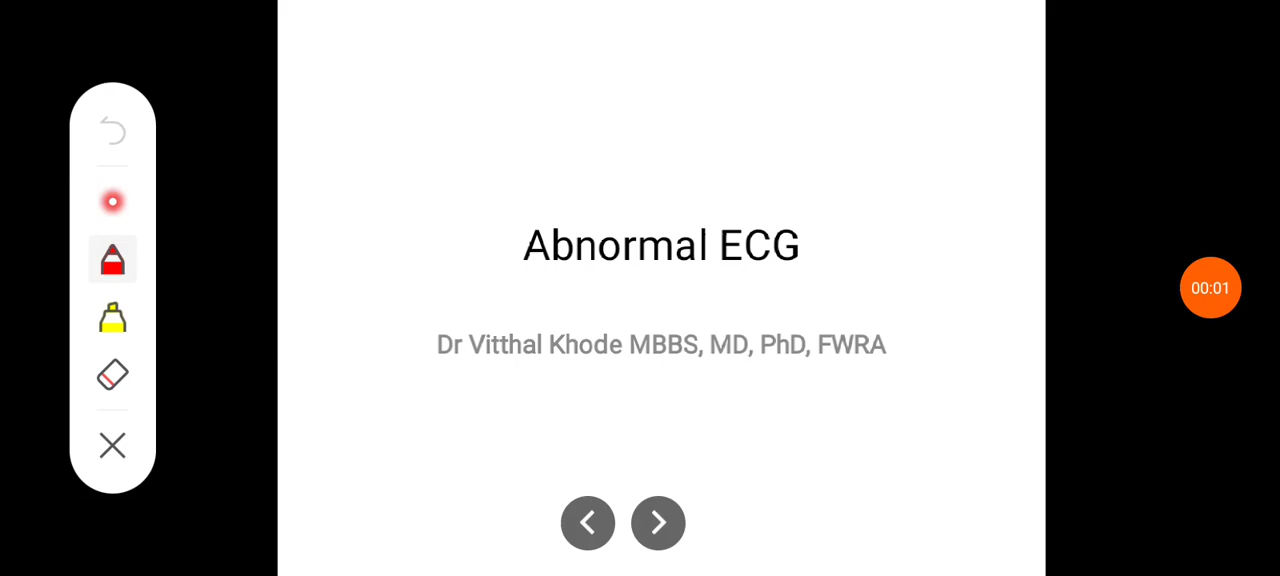 Abnormal ECG
Dr Vitthal Khode MBBS, MD, PhD, FWRA
00:01